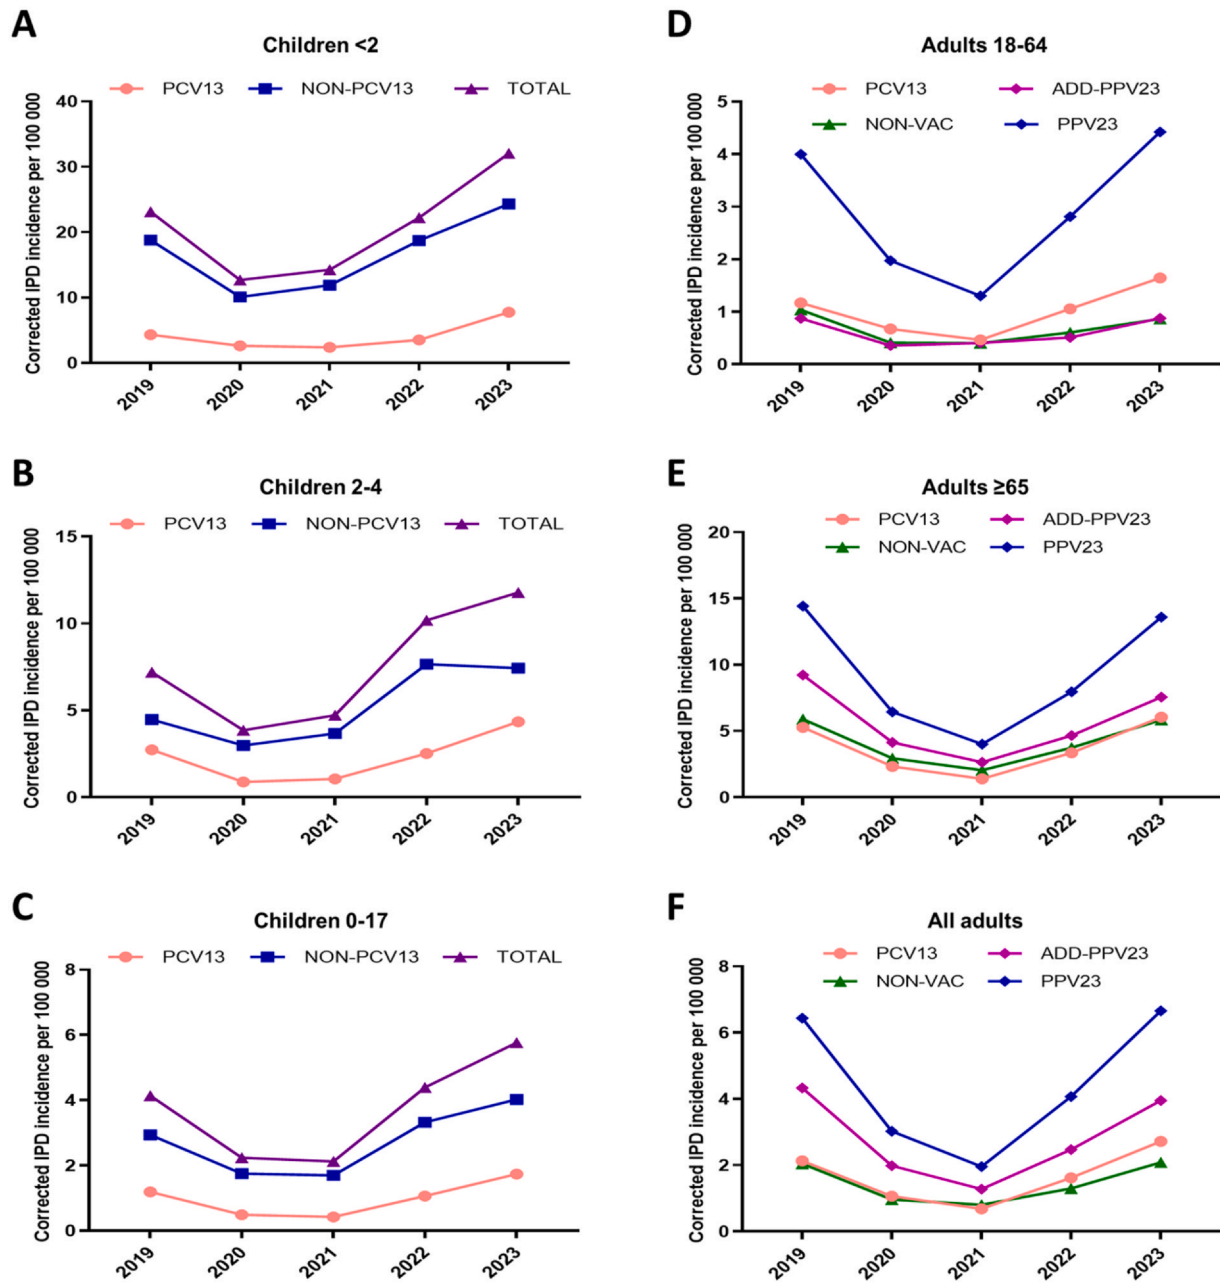 A
Children <2
PCV13 NON-PCV13 TOTAL
Corrected IPD incidence per 100 000
40
30
20
10
0
2019 2020 2021 2022 2023
B
Children 2-4
PCV13 NON-PCV13 TOTAL
Corrected IPD incidence per 100 000
15
10
5
0
2019 2020 2021 2022 2023
C
Children 0-17
PCV13 NON-PCV13 TOTAL
Corrected IPD incidence per 100 000
8
6
4
2
0
2019 2020 2021 2022 2023
D
Adults 18-64
PCV13 ADD-PPV23
NON-VAC PPV23
Corrected IPD incidence per 100 000
5
4
3
2
1
0
2019 2020 2021 2022 2023
E
Adults ≥65
PCV13 ADD-PPV23
NON-VAC PPV23
Corrected IPD incidence per 100 000
20
15
10
5
0
2019 2020 2021 2022 2023
F
All adults
PCV13 ADD-PPV23
NON-VAC PPV23
Corrected IPD incidence per 100 000
8
6
4
2
0
2019 2020 2021 2022 2023